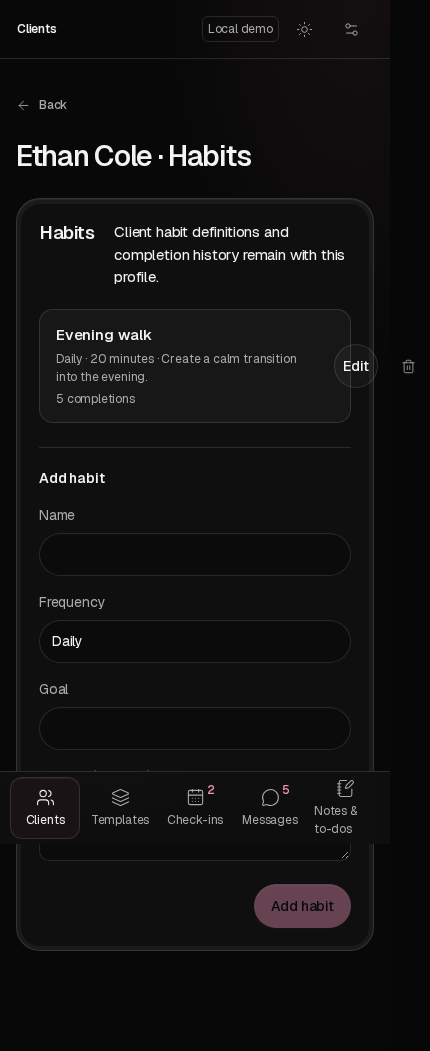 Clients
Local demo
Back
Ethan Cole · Habits
Habits
Client habit definitions and
completion history remain with this
profile.
Evening walk
Daily · 20 minutes · Create a calm transition
into the evening.
5 completions
Edit
Add habit
Name
Frequency
Daily
Goal
Clients
Templates
2
Check-ins
5
Messages
Notes &
to-dos
Add habit